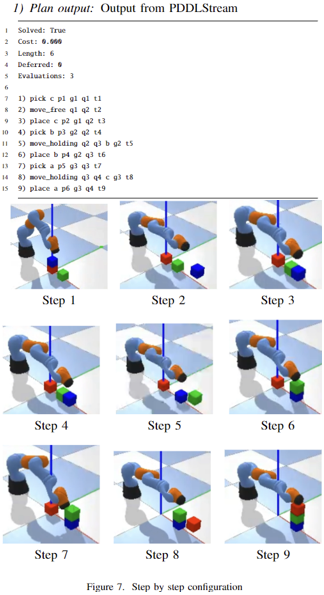 1) Plan output: Output from PDDLStream
1 Solved: True
2 Cost: 0.000
3 Length: 6
4 Deferred: 0
5 Evaluations: 3
6
7 1) pick c p1 g1 q1 t1
8 2) move_free q1 q2 t2
9 3) place c p2 g1 q2 t3
10 4) pick b p3 g2 q2 t4
11 5) move_holding q2 q3 b g2 t5
12 6) place b p4 g2 q3 t6
13 7) pick a p5 g3 q3 t7
14 8) move_holding q3 q4 c g3 t8
15 9) place a p6 g3 q4 t9
Step 1 Step 2 Step 3
Step 4 Step 5 Step 6
Step 7 Step 8 Step 9
Figure 7. Step by step configuration